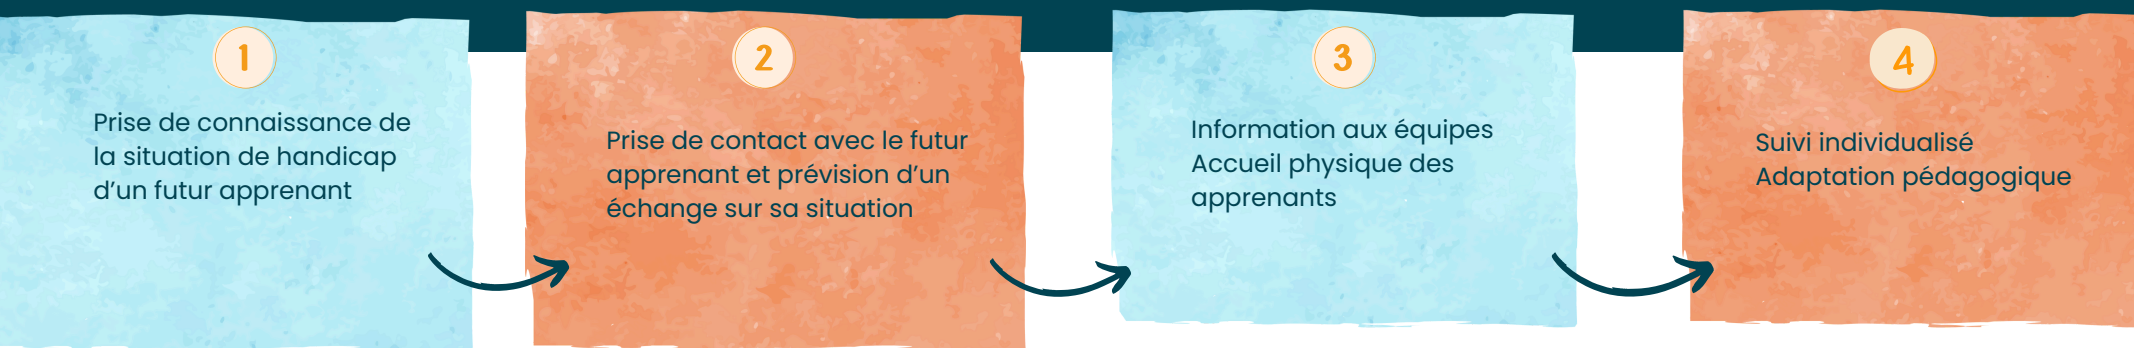 1
Prise de connaissance de
la situation de handicap
d’un futur apprenant
2
Prise de contact avec le futur
apprenant et prévision d’un
échange sur sa situation
3
Information aux équipes
Accueil physique des
apprenants
4
Suivi individualisé
Adaptation pédagogique